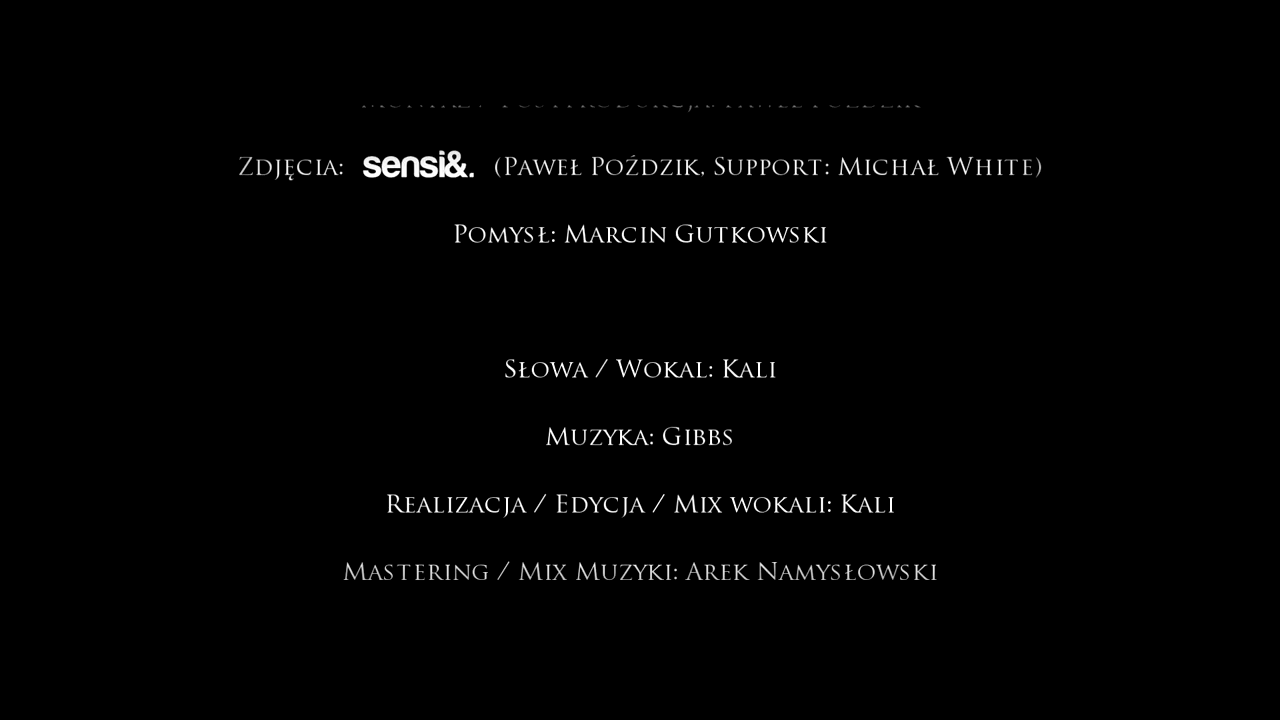 Zdjęcia: sensi&. (Paweł Poździk, Support: Michał White)
Pomysł: Marcin Gutkowski
Słowa / Wokal: Kali
Muzyka: Gibbs
Realizacja / Edycja / Mix wokali: Kali
Mastering / Mix Muzyki: Arek Namysłowski